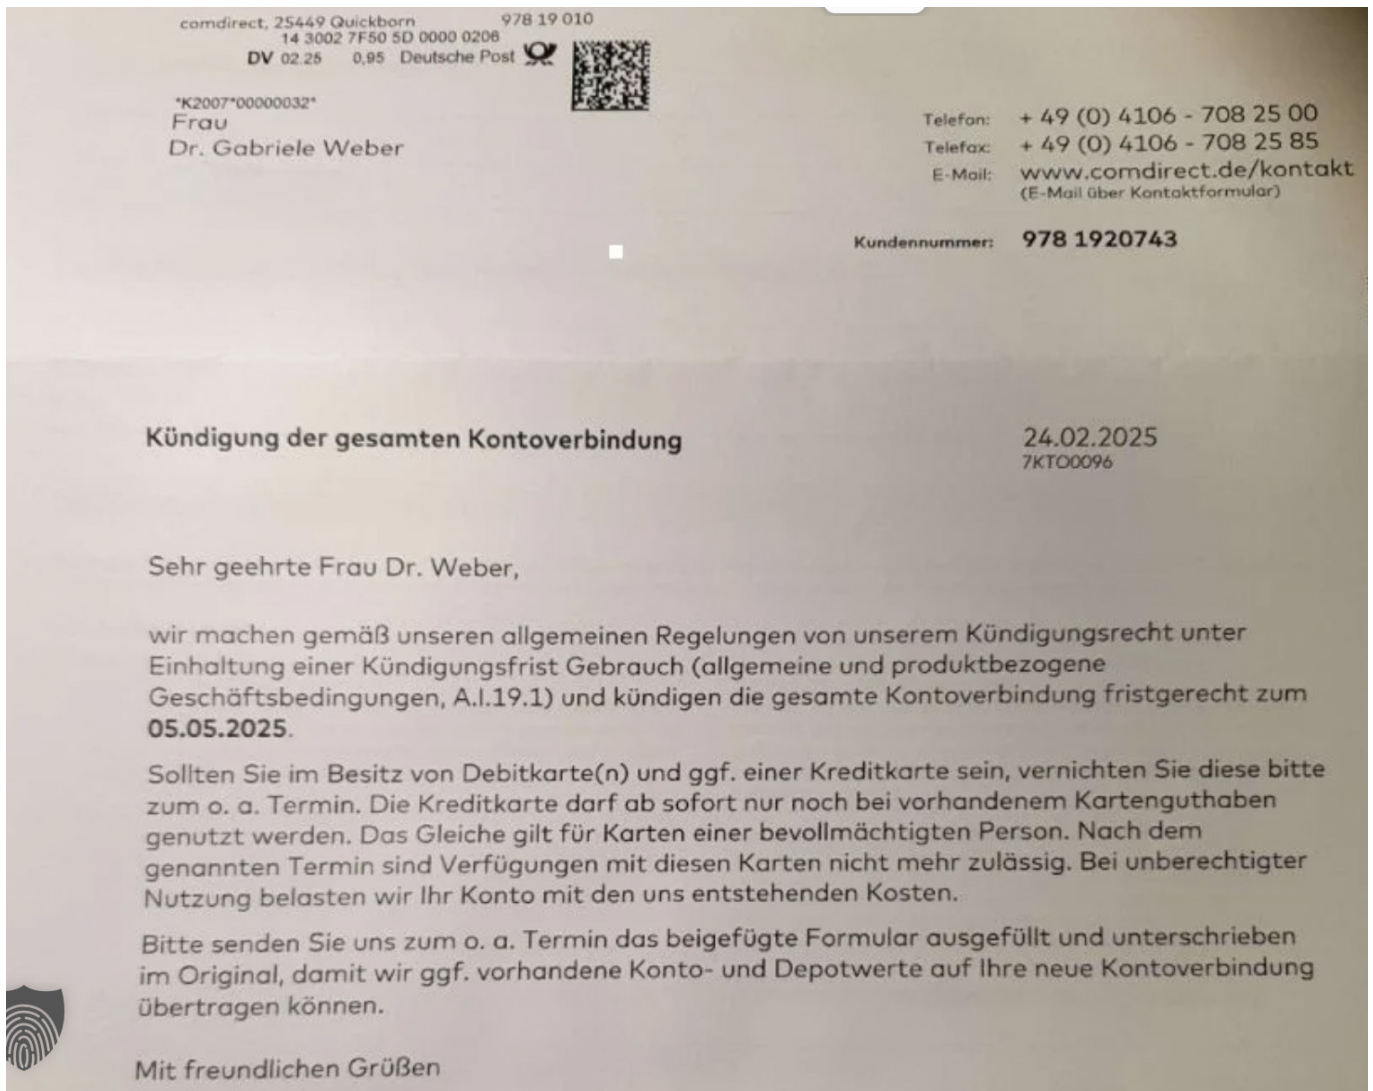 comdirect, 25449 Quickborn 978 19 010
14 3002 7F50 5D 0000 0206
DV 02.25 0,95 Deutsche Post
*K2007*00000032*
Frau
Dr. Gabriele Weber
Telefon: + 49 (0) 4106 - 708 25 00
Telefax: + 49 (0) 4106 - 708 25 85
E-Mail: www.comdirect.de/kontakt
(E-Mail über Kontaktformular)
Kundennummer: 978 1920743
Kündigung der gesamten Kontoverbindung 24.02.2025
7KTO0096
Sehr geehrte Frau Dr. Weber,
wir machen gemäß unseren allgemeinen Regelungen von unserem Kündigungsrecht unter
Einhaltung einer Kündigungsfrist Gebrauch (allgemeine und produktbezogene
Geschäftsbedingungen, A.I.19.1) und kündigen die gesamte Kontoverbindung fristgerecht zum
05.05.2025.
Sollten Sie im Besitz von Debitkarte(n) und ggf. einer Kreditkarte sein, vernichten Sie diese bitte
zum o. a. Termin. Die Kreditkarte darf ab sofort nur noch bei vorhandenem Kartenguthaben
genutzt werden. Das Gleiche gilt für Karten einer bevollmächtigten Person. Nach dem
genannten Termin sind Verfügungen mit diesen Karten nicht mehr zulässig. Bei unberechtigter
Nutzung belasten wir Ihr Konto mit den uns entstehenden Kosten.
Bitte senden Sie uns zum o. a. Termin das beigefügte Formular ausgefüllt und unterschrieben
im Original, damit wir ggf. vorhandene Konto- und Depotwerte auf Ihre neue Kontoverbindung
übertragen können.
Mit freundlichen Grüßen